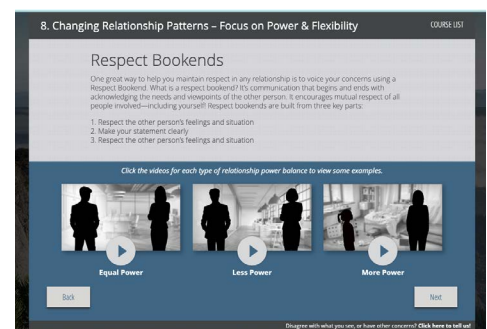 8. Changing Relationship Patterns – Focus on Power & Flexibility
COURSE LIST
Respect Bookends
One great way to help you maintain respect in any relationship is to voice your concerns using a
Respect Bookend. What is a respect bookend? It's communication that begins and ends with
acknowledging the needs and viewpoints of the other person. It encourages mutual respect of all
people involved—including yourself! Respect bookends are built from three key parts:
1. Respect the other person's feelings and situation
2. Make your statement clearly
3. Respect the other person's feelings and situation
Click the videos for each type of relationship power balance to view some examples.
Equal Power
Less Power
More Power
Back
Next
Disagree with what you see, or have other concerns? Click here to tell us!